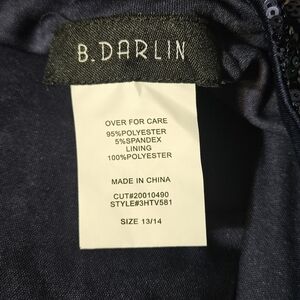 B. DARLIN
OVER FOR CARE
95%POLYESTER
5%SPANDEX
LINING
100%POLYESTER
MADE IN CHINA
CUT#20010490
STYLE#3HTV581
SIZE 13/14